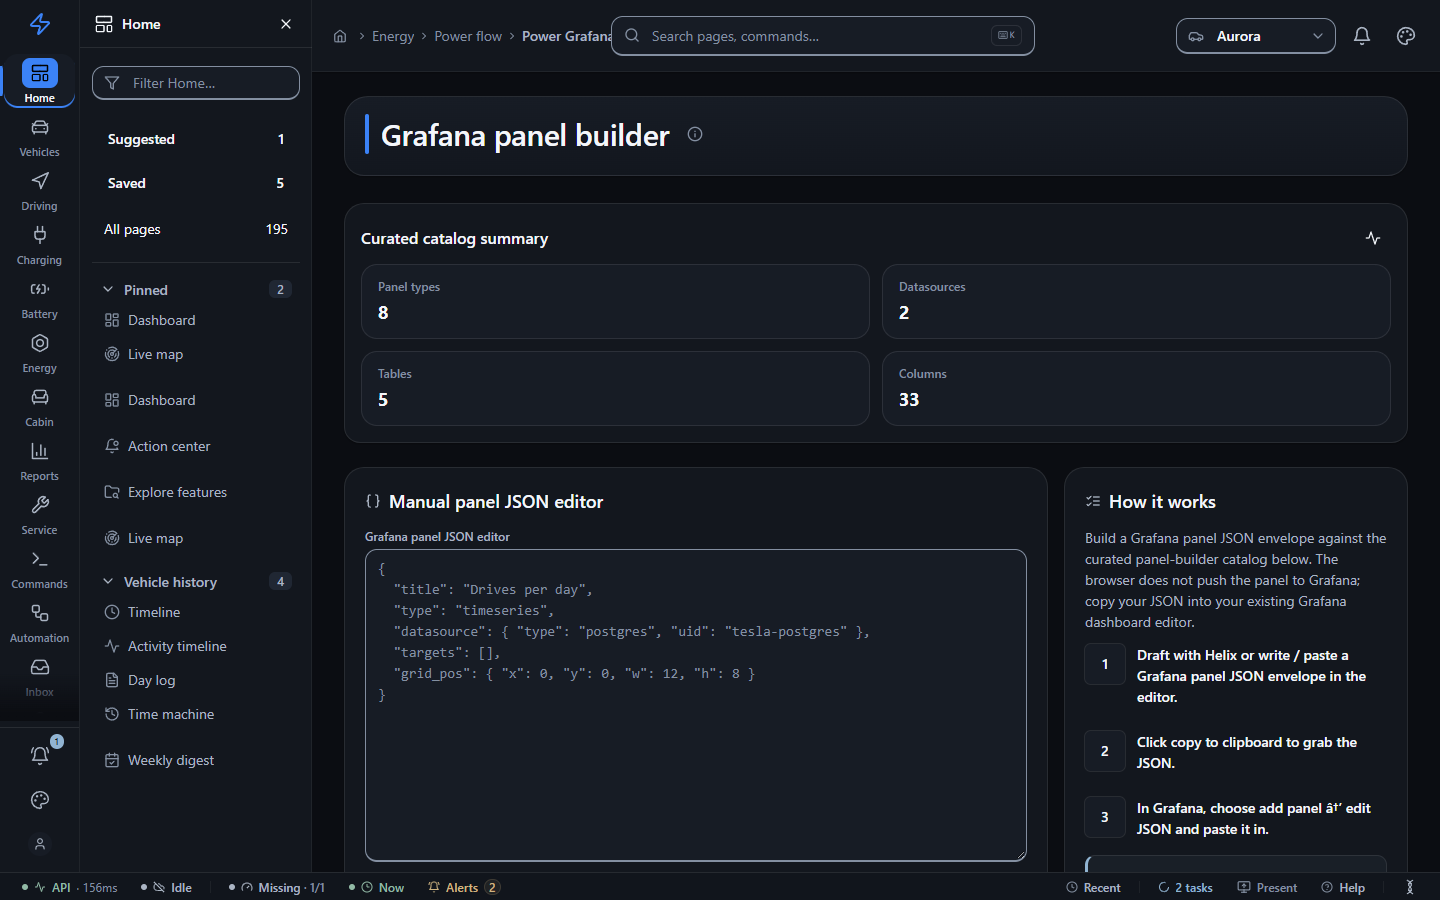 Home
Vehicles
Driving
Charging
Battery
Energy
Cabin
Reports
Service
Commands
Automation
Inbox
1
Home
Filter Home...
Suggested 1
Saved 5
All pages 195
Pinned 2
Dashboard
Live map
Dashboard
Action center
Explore features
Live map
Vehicle history 4
Timeline
Activity timeline
Day log
Time machine
Weekly digest
Energy > Power flow > Power Grafana
Search pages, commands...
K
Aurora
Grafana panel builder
Curated catalog summary
Panel types
8
Datasources
2
Tables
5
Columns
33
Manual panel JSON editor
Grafana panel JSON editor
{
"title": "Drives per day",
"type": "timeseries",
"datasource": { "type": "postgres", "uid": "tesla-postgres" },
"targets": [],
"grid_pos": { "x": 0, "y": 0, "w": 12, "h": 8 }
}
How it works
Build a Grafana panel JSON envelope against the
curated panel-builder catalog below. The
browser does not push the panel to Grafana;
copy your JSON into your existing Grafana
dashboard editor.
1
Draft with Helix or write / paste a
Grafana panel JSON envelope in the
editor.
2
Click copy to clipboard to grab the
JSON.
3
In Grafana, choose add panel â†’ edit
JSON and paste it in.
API · 156ms
Idle
Missing · 1/1
Now
Alerts 2
Recent
2 tasks
Present
Help